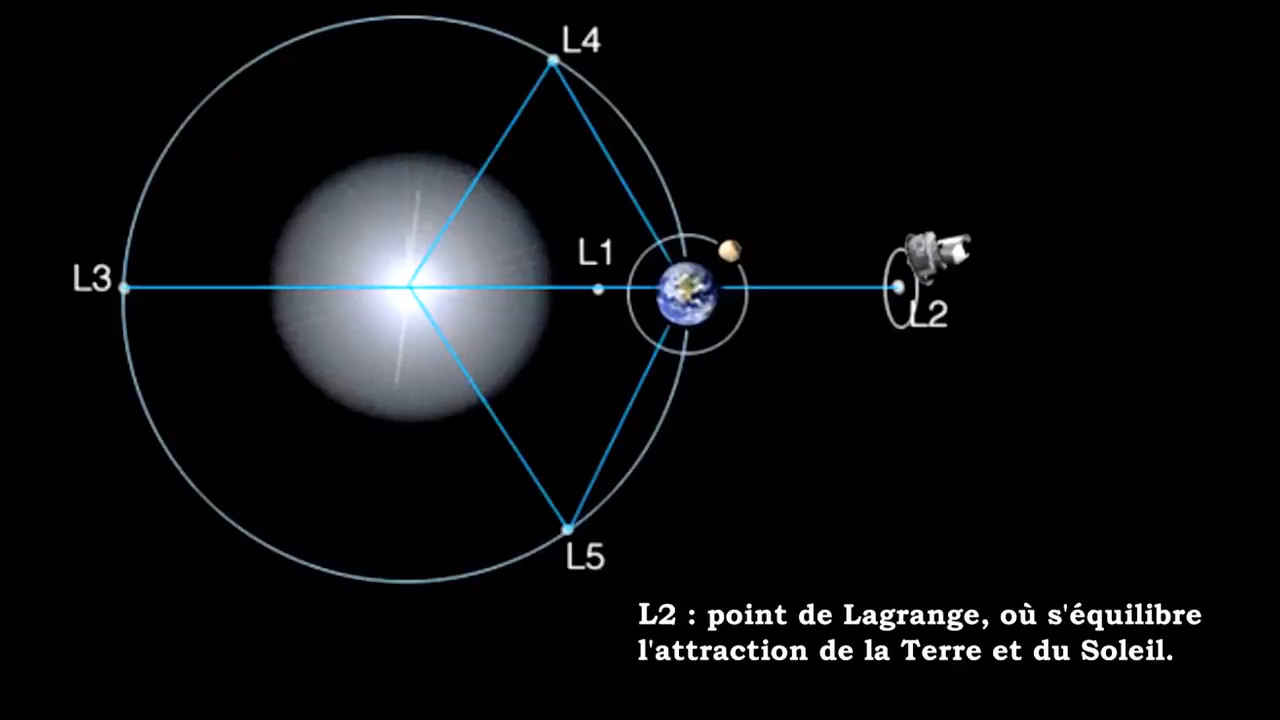 L4
L1
L3
L2
L5
L2 : point de Lagrange, où s'équilibre
l'attraction de la Terre et du Soleil.